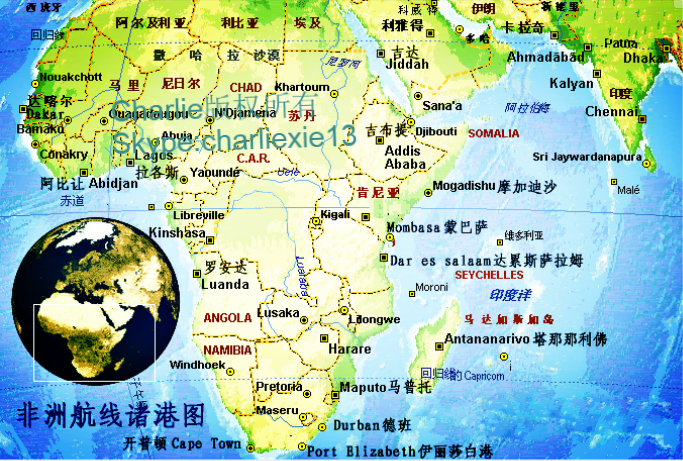 西班牙
科威特
伊朗
新德里
阿尔及利亚
利比亚
埃及
利雅得
卡拉奇
Patna
回归线
多哈
Ahmadabad
Dhaka
撒哈拉沙漠
尼罗河
吉达
Jiddah
Nouakchott
马里
尼日尔
CHAD
Khartoum
Kalyan
印度
达喀尔
Dakar
Charlie版权所有
Sana'a
阿拉伯海
Chennai
Ouagadougou
N'Djamena
苏丹
Bamako
Abuja
Skype:charliexie13
吉布提
Djibouti
SOMALIA
Conakry
Lagos
拉各斯
C.A.R.
Addis
Ababa
Sri Jaywardanapura
阿比让 Abidjan
Yaoundé
Uele
肯尼亚
Mogadishu 摩加迪沙
Malé
赤道
Libreville
Kigali
Mombasa 蒙巴萨
Kinshasa
维多利亚
罗安达
Luanda
Lualaba
Dar es salaam 达累斯萨拉姆
SEYCHELLES
Moroni
印度洋
ANGOLA
Lusaka
Lilongwe
马达加斯加岛
NAMIBIA
Harare
Antananarivo 塔那那利佛
Windhoek
回归线
Capricorn
Pretoria
Maputo 马普托
非洲航线诸港图
Maseru
Durban 德班
开普顿 Cape Town
Port Elizabeth 伊丽莎白港